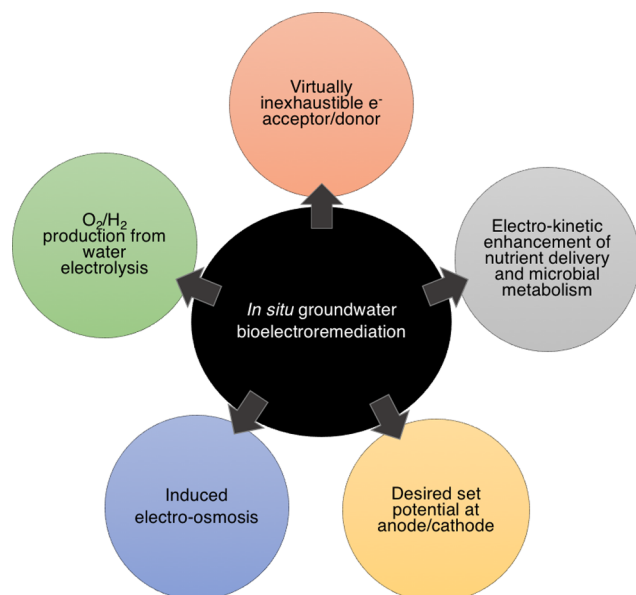 Virtually
inexhaustible e⁻
acceptor/donor
O₂/H₂
production from
water
electrolysis
Electro-kinetic
enhancement of
nutrient delivery
and microbial
metabolism
In situ groundwater
bioelectroremediation
Induced
electro-osmosis
Desired set
potential at
anode/cathode